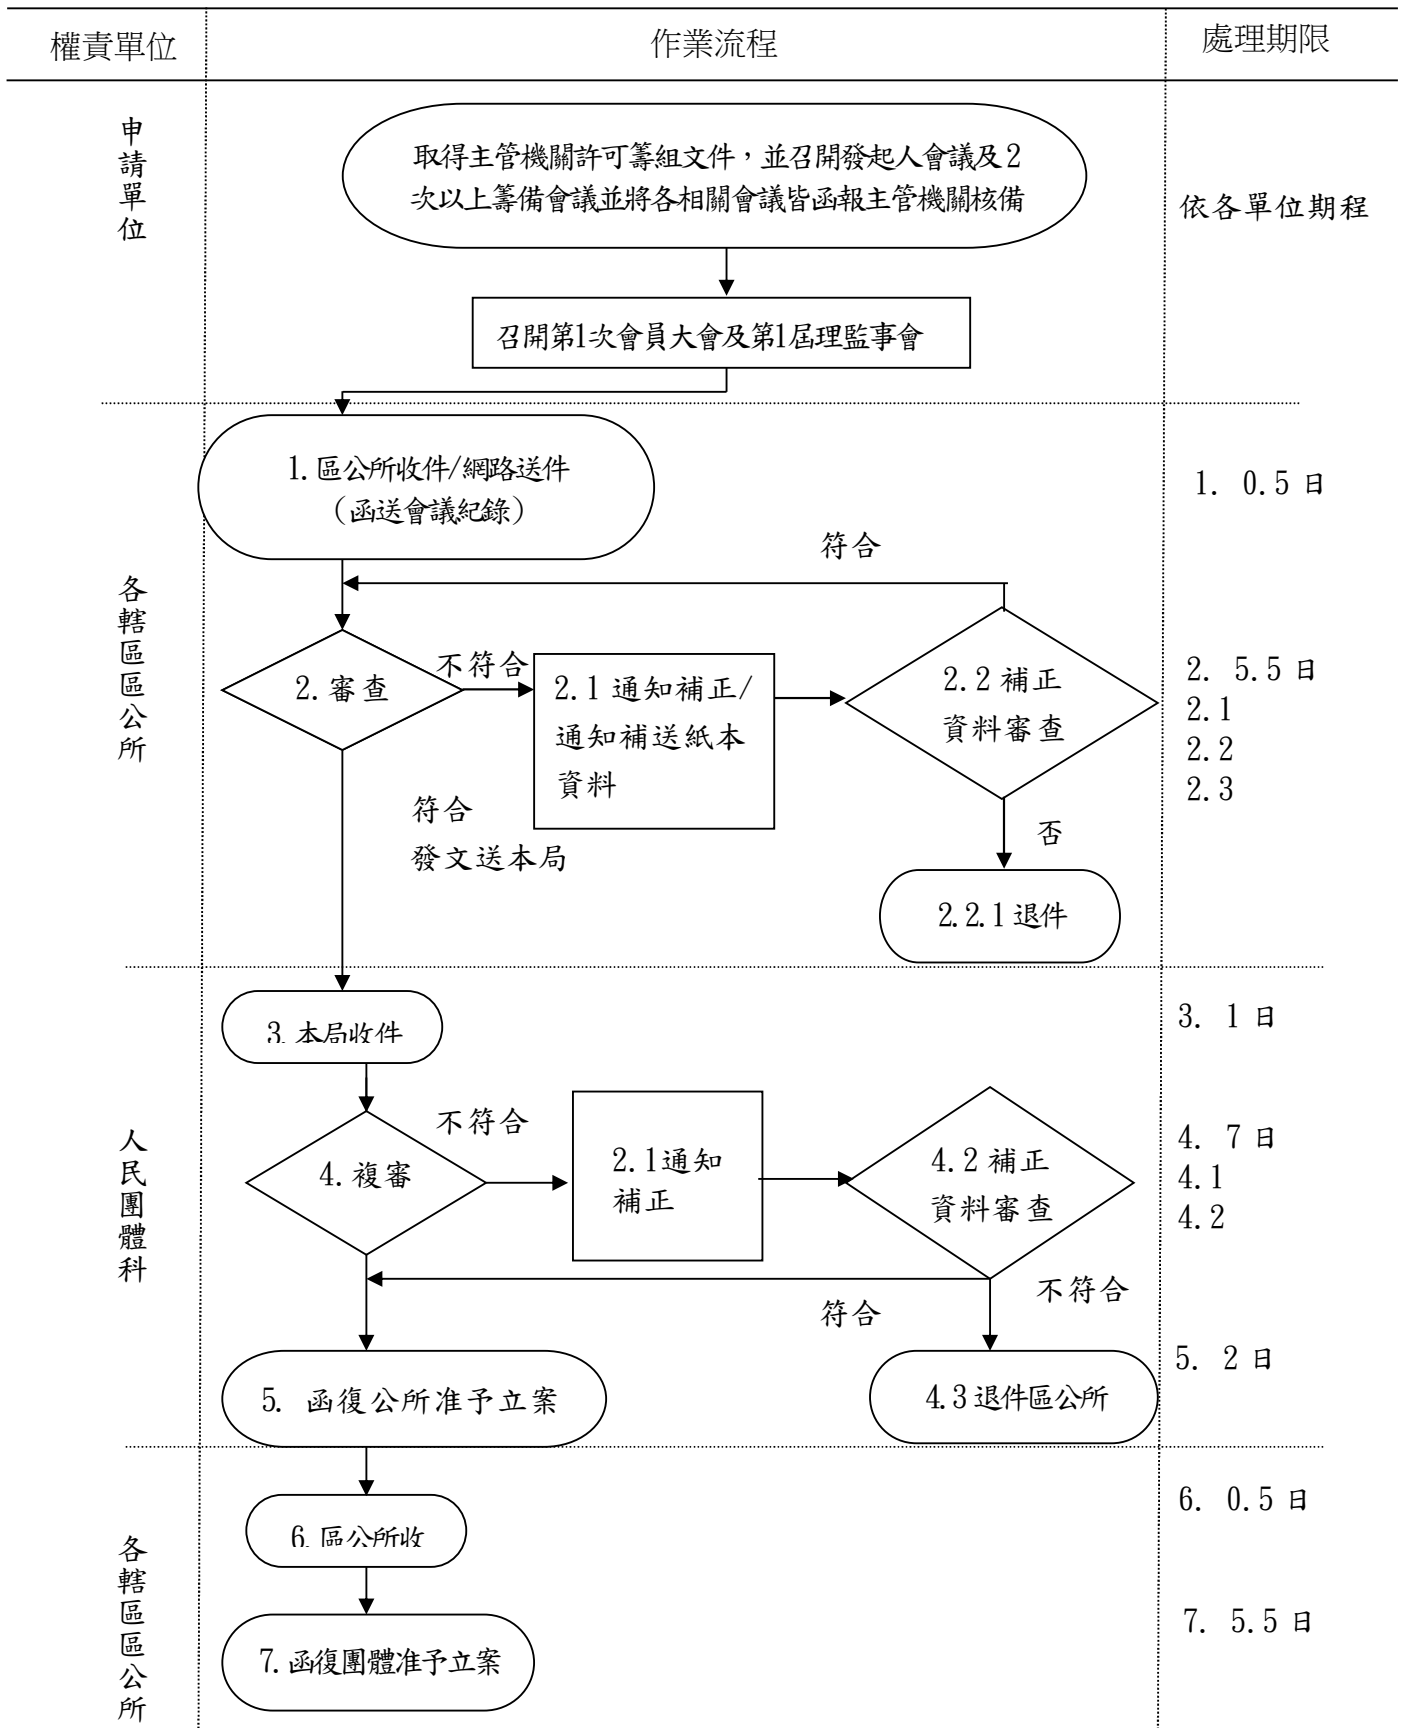 權責單位
作業流程
處理期限
申請單位
取得主管機關許可籌組文件，並召開發起人會議及2
次以上籌備會議並將各相關會議皆函報主管機關核備
依各單位期程
召開第1次會員大會及第1屆理監事會
各轄區區公所
1.區公所收件/網路送件
(函送會議紀錄)
1. 0.5日
符合
2.審查
不符合
2.1通知補正/
通知補送紙本
資料
2.2補正
資料審查
2. 5.5日
2.1
2.2
2.3
符合
發文送本局
否
2.2.1退件
人民團體科
3.本局收件
3. 1日
4.複審
不符合
2.1通知
補正
4.2補正
資料審查
4. 7日
4.1
4.2
符合
不符合
5. 函復公所准予立案
4.3退件區公所
5. 2日
各轄區區公所
6.區公所收
6. 0.5日
7.函復團體准予立案
7. 5.5日